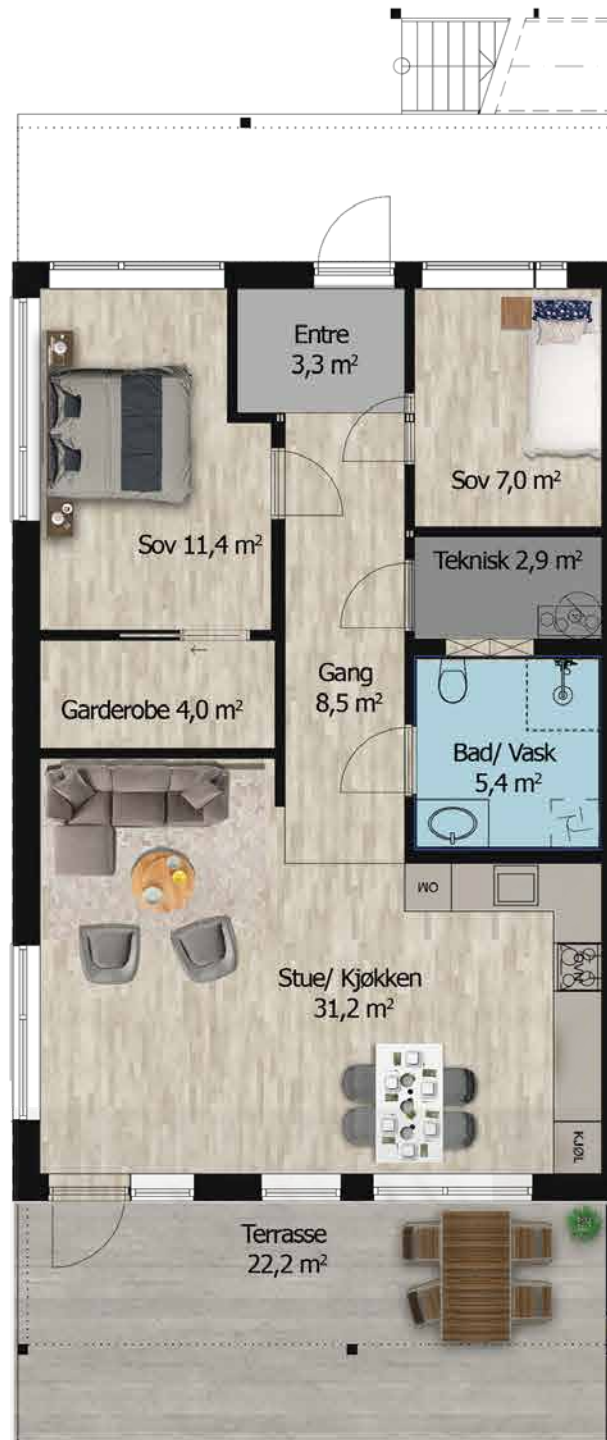 Entre
3,3 m²
Sov 7,0 m²
Sov 11,4 m²
Teknisk 2,9 m²
Gang
8,5 m²
Garderobe 4,0 m²
Bad/ Vask
5,4 m²
OM
OVN
Stue/ Kjøkken
31,2 m²
KJØL
Terrasse
22,2 m²